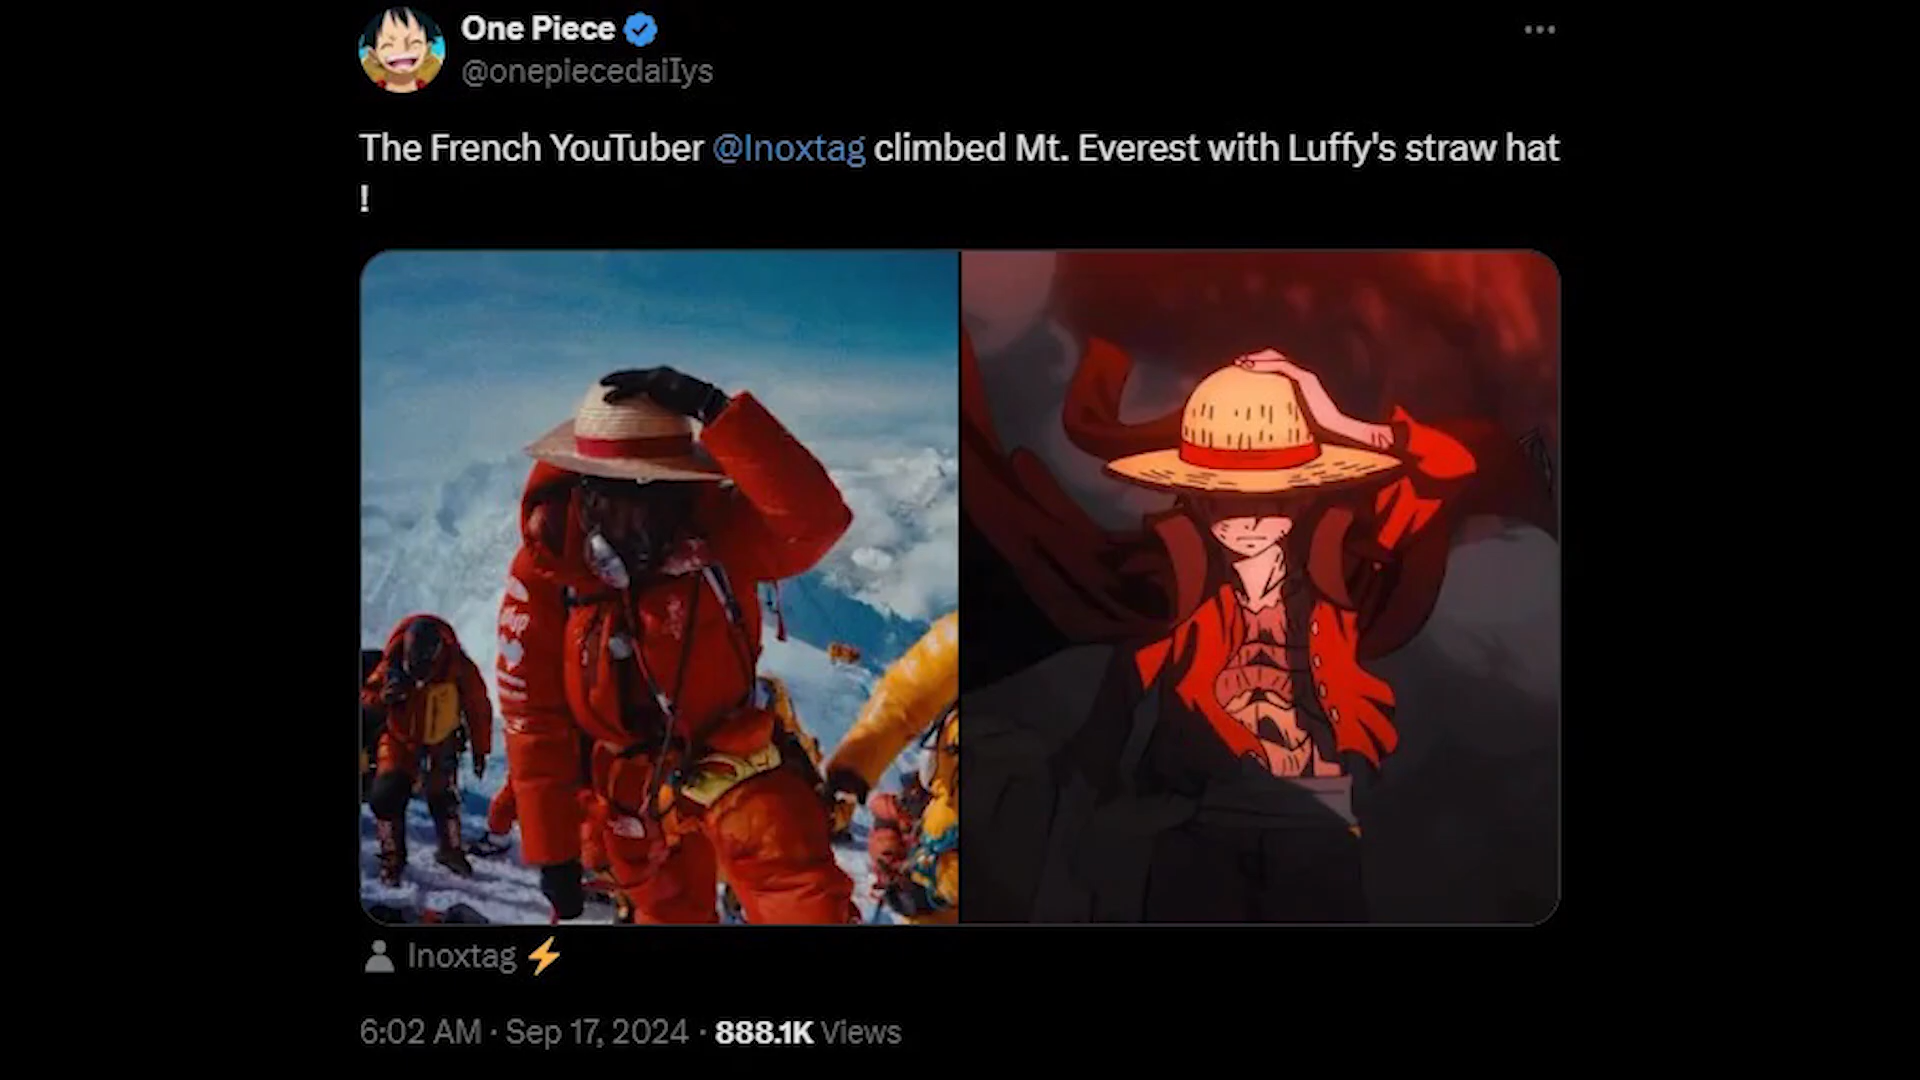 One Piece
@onepiecedaiIys
The French YouTuber @Inoxtag climbed Mt. Everest with Luffy's straw hat
!
Inoxtag ⚡
6:02 AM · Sep 17, 2024 · 888.1K Views